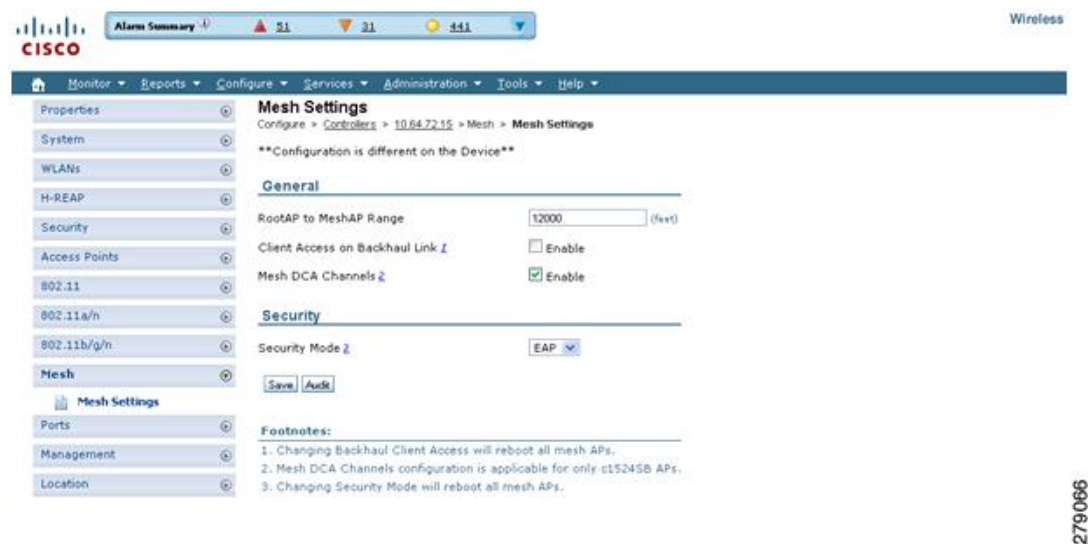 Alarm Summary 51 31 441
Wireless
CISCO
Monitor Reports Configure Services Administration Tools Help
Properties
System
WLANs
H-REAP
Security
Access Points
802.11
802.11a/n
802.11b/g/n
Mesh
Mesh Settings
Ports
Management
Location
Mesh Settings
Configure > Controllers > 10.64.72.15 > Mesh > Mesh Settings
**Configuration is different on the Device**
General
RootAP to MeshAP Range 12000 (feet)
Client Access on Backhaul Link 1 Enable
Mesh DCA Channels 2 Enable
Security
Security Mode 2 EAP
Save Audit
Footnotes:
1. Changing Backhaul Client Access will reboot all mesh APs.
2. Mesh DCA Channels configuration is applicable for only c1524SB APs.
3. Changing Security Mode will reboot all mesh APs.
279066